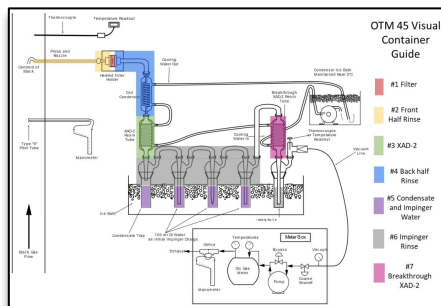 OTM 45 Visual
Container
Guide
#1 Filter
#2 Front
Half Rinse
#3 XAD-2
#4 Back half
Rinse
#5 Condensate
and Impinger
Water
#6 Impinger
Rinse
#7
Breakthrough
XAD-2
Thermocouple
Temperature Readout
Filter
Cooling
Water Out
Condenser Ice Bath
Maintained Near 0°C
Probe and
Nozzle
Centroid of
Stack
Heated Filter
Holder
Coil
Condenser
Breakthrough
XAD-2 Resin
Tube
XAD-2
Resin Tube
Cooling
Water In
Thermocouple
and Temperature
Readout
Vacuum
Line
Type "S"
Pitot Tube
Manometer
Ice Bath
Condensate Trap
100 ml DI Water
as Initial Impinger Charge
Stack Gas
Flow
Meter Box
Temperatures
Orifice
Exhaust
Bypass
Vacuum
Dry Gas
Meter
Pump
Coarse
Shutoff
Manometer